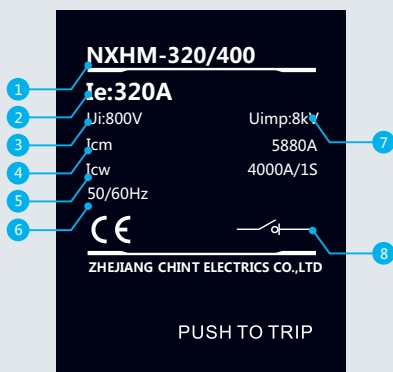 NXHM-320/400
1
Ie:320A
2
Ui:800V Uimp:8kV
3 7
Icm 5880A
4
Icw 4000A/1S
5
50/60Hz
6
CE
8
ZHEJIANG CHINT ELECTRICS CO.,LTD
PUSH TO TRIP